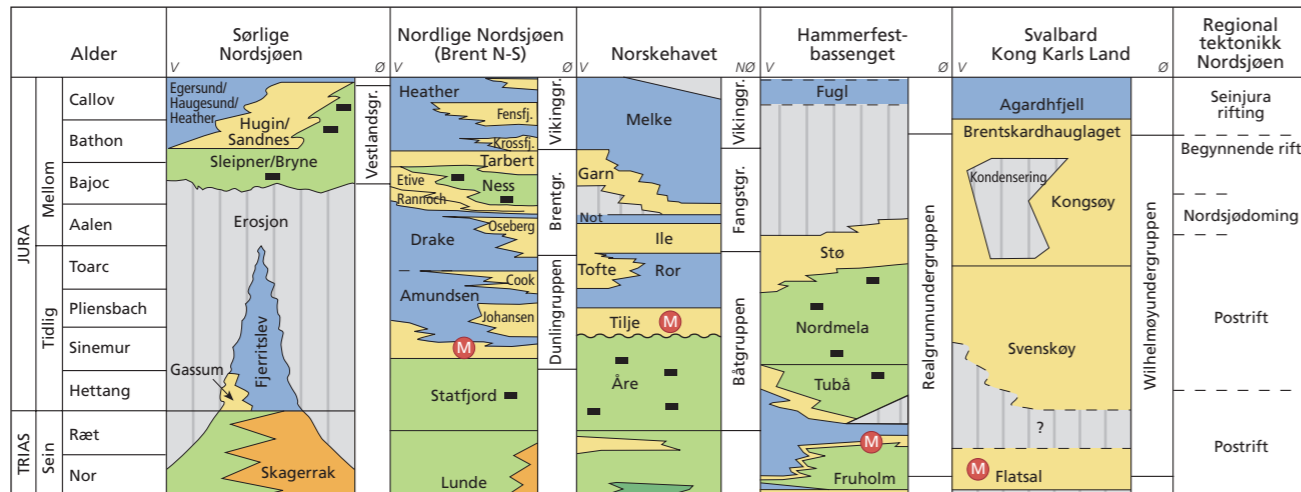 Alder
Sørlige
Nordsjøen
V
Ø
Nordlige Nordsjøen
(Brent N-S)
V
Ø
Norskehavet
V
NØ
Hammerfest-
bassenget
V
Ø
Svalbard
Kong Karls Land
V
Ø
Regional
tektonikk
Nordsjøen
JURA
Mellom
Callov
Bathon
Bajoc
Aalen
Tidlig
Toarc
Pliensbach
Sinemur
Hettang
TRIAS
Sein
Ræt
Nor
Egersund/
Haugesund/
Heather
Hugin/
Sandnes
Sleipner/Bryne
Erosjon
Fjerritslev
Gassum
Skagerrak
Vestlandsgr.
Heather
Fensfj.
Krossfj.
Tarbert
Etive
Ness
Rannoch
Oseberg
Drake
Cook
Amundsen
Johansen
M
Statfjord
Lunde
Vikinggr.
Brentgr.
Dunlingruppen
Melke
Garn
Not
Ile
Tofte
Ror
Tilje
M
Åre
Vikinggr.
Fangstgr.
Båtgruppen
Fugl
Stø
Nordmela
Tubå
M
Fruholm
Realgrunnundergruppen
Agardhfjell
Brentskardhauglaget
Kondensering
Kongsøy
Svenskøy
?
M
Flatsal
Wilhelmøyundergruppen
Seinjura
rifting
Begynnende rift
Nordsjødoming
Postrift
Postrift